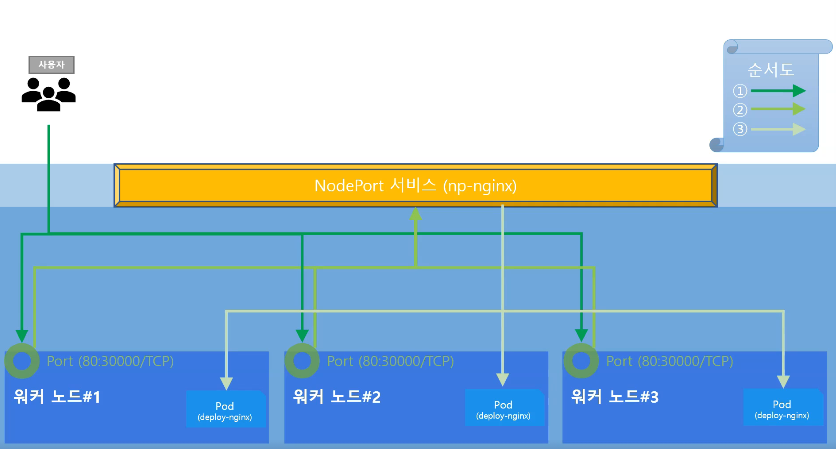 사용자
순서도
①
②
③
NodePort 서비스 (np-nginx)
Port (80:30000/TCP)
Port (80:30000/TCP)
Port (80:30000/TCP)
워커 노드#1
워커 노드#2
워커 노드#3
Pod
(deploy-nginx)
Pod
(deploy-nginx)
Pod
(deploy-nginx)